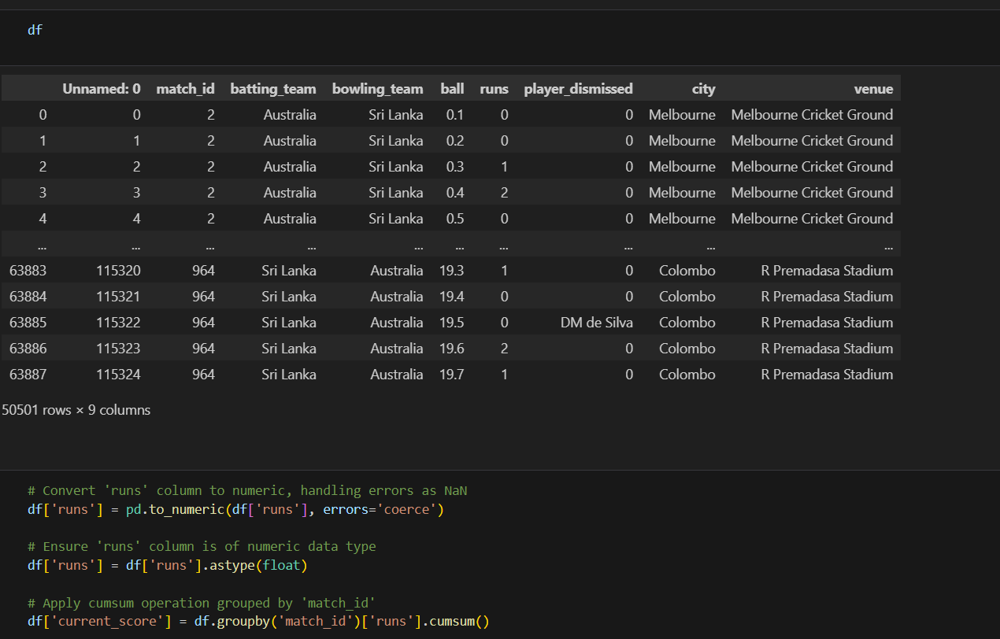 df
Unnamed: 0 match_id batting_team bowling_team ball runs player_dismissed city venue
0 0 2 Australia Sri Lanka 0.1 0 0 Melbourne Melbourne Cricket Ground
1 1 2 Australia Sri Lanka 0.2 0 0 Melbourne Melbourne Cricket Ground
2 2 2 Australia Sri Lanka 0.3 1 0 Melbourne Melbourne Cricket Ground
3 3 2 Australia Sri Lanka 0.4 2 0 Melbourne Melbourne Cricket Ground
4 4 2 Australia Sri Lanka 0.5 0 0 Melbourne Melbourne Cricket Ground
... ... ... ... ... ... ... ... ... ...
63883 115320 964 Sri Lanka Australia 19.3 1 0 Colombo R Premadasa Stadium
63884 115321 964 Sri Lanka Australia 19.4 0 0 Colombo R Premadasa Stadium
63885 115322 964 Sri Lanka Australia 19.5 0 DM de Silva Colombo R Premadasa Stadium
63886 115323 964 Sri Lanka Australia 19.6 2 0 Colombo R Premadasa Stadium
63887 115324 964 Sri Lanka Australia 19.7 1 0 Colombo R Premadasa Stadium
50501 rows × 9 columns
# Convert 'runs' column to numeric, handling errors as NaN
df['runs'] = pd.to_numeric(df['runs'], errors='coerce')
# Ensure 'runs' column is of numeric data type
df['runs'] = df['runs'].astype(float)
# Apply cumsum operation grouped by 'match_id'
df['current_score'] = df.groupby('match_id')['runs'].cumsum()